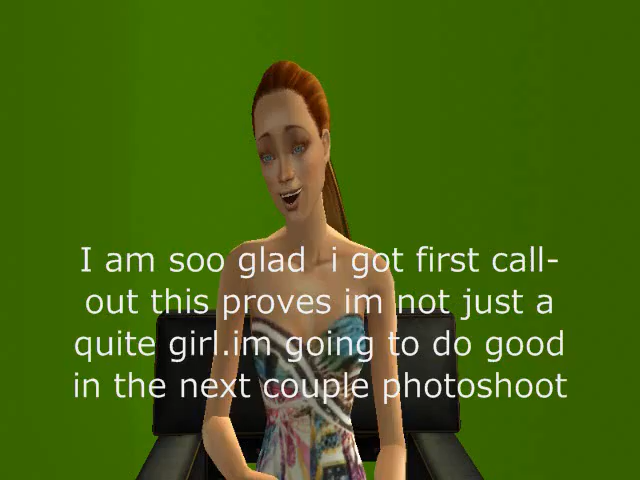 I am soo glad  i got first call-
out this proves im not just a
quite girl.im going to do good
in the next couple photoshoot